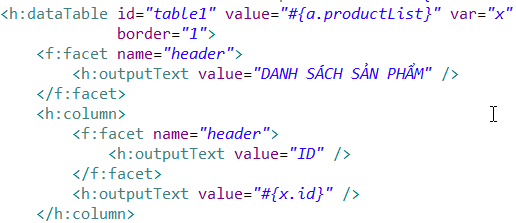 <h:dataTable id="table1" value="#{a.productList}" var="x"
border="1">
<f:facet name="header">
<h:outputText value="DANH SÁCH SẢN PHẨM" />
</f:facet>
<h:column>
<f:facet name="header">
<h:outputText value="ID" />
</f:facet>
<h:outputText value="#{x.id}" />
</h:column>